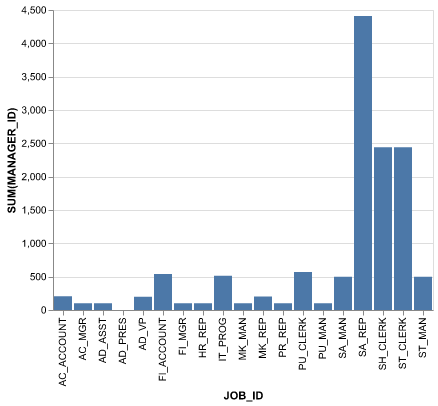 4,500
4,000
3,500
3,000
2,500
2,000
1,500
1,000
500
0
SUM(MANAGER_ID)
AC_ACCOUNT
AC_MGR
AD_ASST
AD_PRES
AD_VP
FI_ACCOUNT
FI_MGR
HR_REP
IT_PROG
MK_MAN
MK_REP
PR_REP
PU_CLERK
PU_MAN
SA_MAN
SA_REP
SH_CLERK
ST_CLERK
ST_MAN
JOB_ID